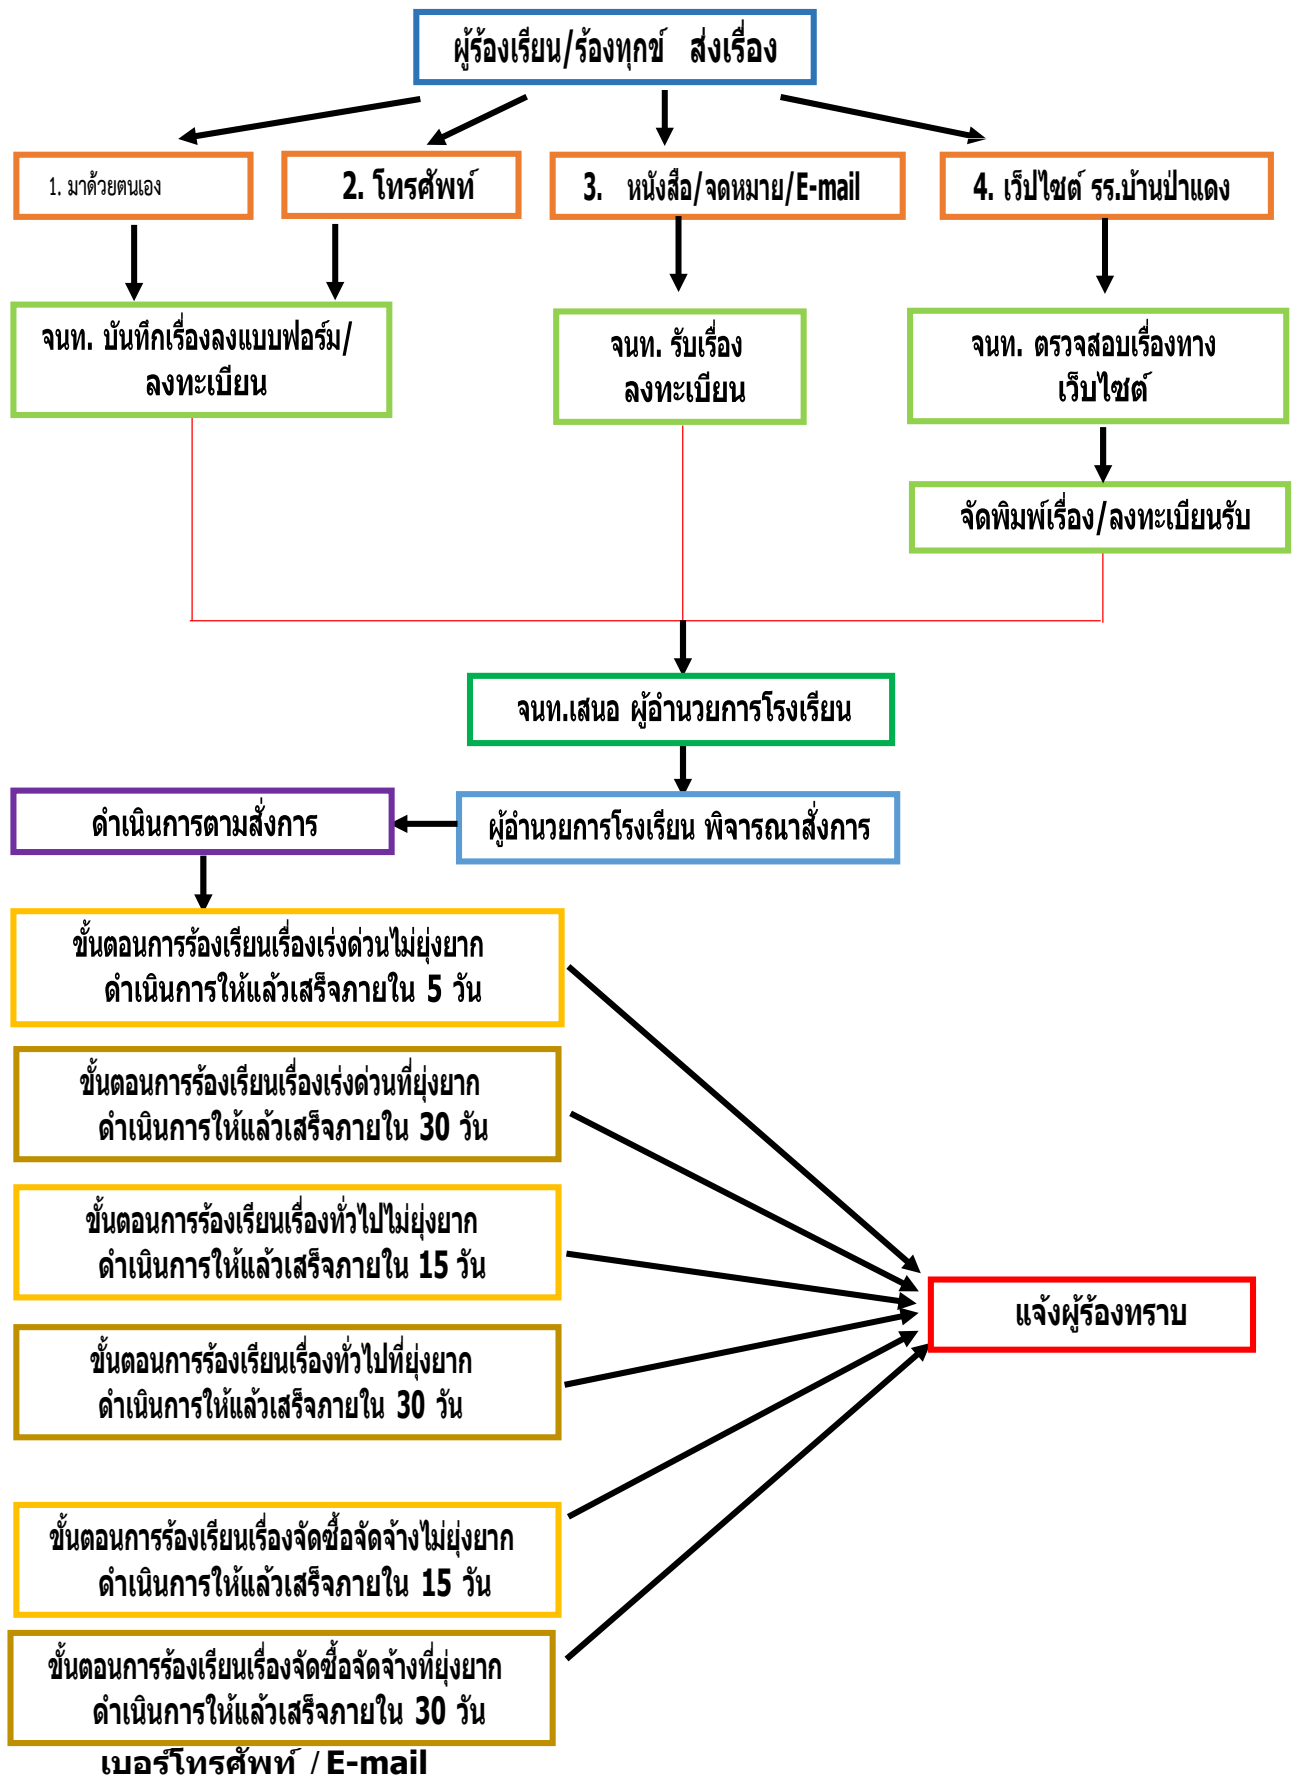 ผู้ร้องเรียน/ร้องทุกข์ ส่งเรื่อง
1. มาด้วยตนเอง
2. โทรศัพท์
3. หนังสือ/จดหมาย/E-mail
4. เว็ปไซต์ รร.บ้านป่าแดง
จนท. บันทึกเรื่องลงแบบฟอร์ม/
ลงทะเบียน
จนท. รับเรื่อง
ลงทะเบียน
จนท. ตรวจสอบเรื่องทาง
เว็บไซต์
จัดพิมพ์เรื่อง/ลงทะเบียนรับ
จนท.เสนอ ผู้อำนวยการโรงเรียน
ผู้อำนวยการโรงเรียน พิจารณาสั่งการ
ดำเนินการตามสั่งการ
ขั้นตอนการร้องเรียนเรื่องเร่งด่วนไม่ยุ่งยาก
ดำเนินการให้แล้วเสร็จภายใน 5 วัน
ขั้นตอนการร้องเรียนเรื่องเร่งด่วนที่ยุ่งยาก
ดำเนินการให้แล้วเสร็จภายใน 30 วัน
ขั้นตอนการร้องเรียนเรื่องทั่วไปไม่ยุ่งยาก
ดำเนินการให้แล้วเสร็จภายใน 15 วัน
แจ้งผู้ร้องทราบ
ขั้นตอนการร้องเรียนเรื่องทั่วไปที่ยุ่งยาก
ดำเนินการให้แล้วเสร็จภายใน 30 วัน
ขั้นตอนการร้องเรียนเรื่องจัดซื้อจัดจ้างไม่ยุ่งยาก
ดำเนินการให้แล้วเสร็จภายใน 15 วัน
ขั้นตอนการร้องเรียนเรื่องจัดซื้อจัดจ้างที่ยุ่งยาก
ดำเนินการให้แล้วเสร็จภายใน 30 วัน
เบอร์โทรศัพท์ / E-mail